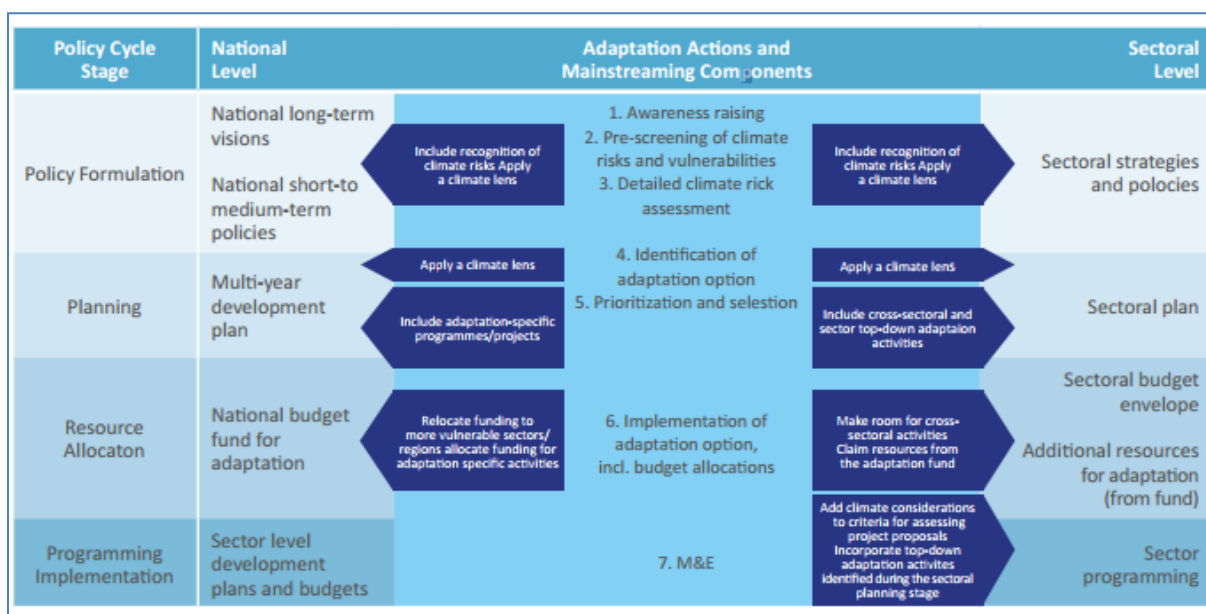 Policy Cycle
Stage
National
Level
Adaptation Actions and
Mainstreaming Components
Sectoral
Level
Policy Formulation
National long-term
visions
National short-to
medium-term
policies
Include recognition of
climate risks Apply
a climate lens
1. Awareness raising
2. Pre-screening of climate
risks and vulnerabilities
3. Detailed climate rick
assessment
Include recognition of
climate risks Apply
a climate lens
Sectoral strategies
and polocies
Planning
Multi-year
development
plan
Apply a climate lens
Include adaptation-specific
programmes/projects
4. Identification of
adaptation option
5. Prioritization and selestion
Apply a climate lens
Include cross-sectoral and
sector top-down adaptaion
activities
Sectoral plan
Resource
Allocaton
National budget
fund for
adaptation
Relocate funding to
more vulnerable sectors/
regions allocate funding for
adaptation specific activities
6. Implementation of
adaptation option,
incl. budget allocations
Make room for cross-
sectoral activities
Claim resources from
the adaptation fund
Sectoral budget
envelope
Additional resources
for adaptation
(from fund)
Programming
Implementation
Sector level
development
plans and budgets
7. M&E
Add climate considerations
to criteria for assessing
project proposals
Incorporate top-down
adaptation activites
identified during the sectoral
planning stage
Sector
programming